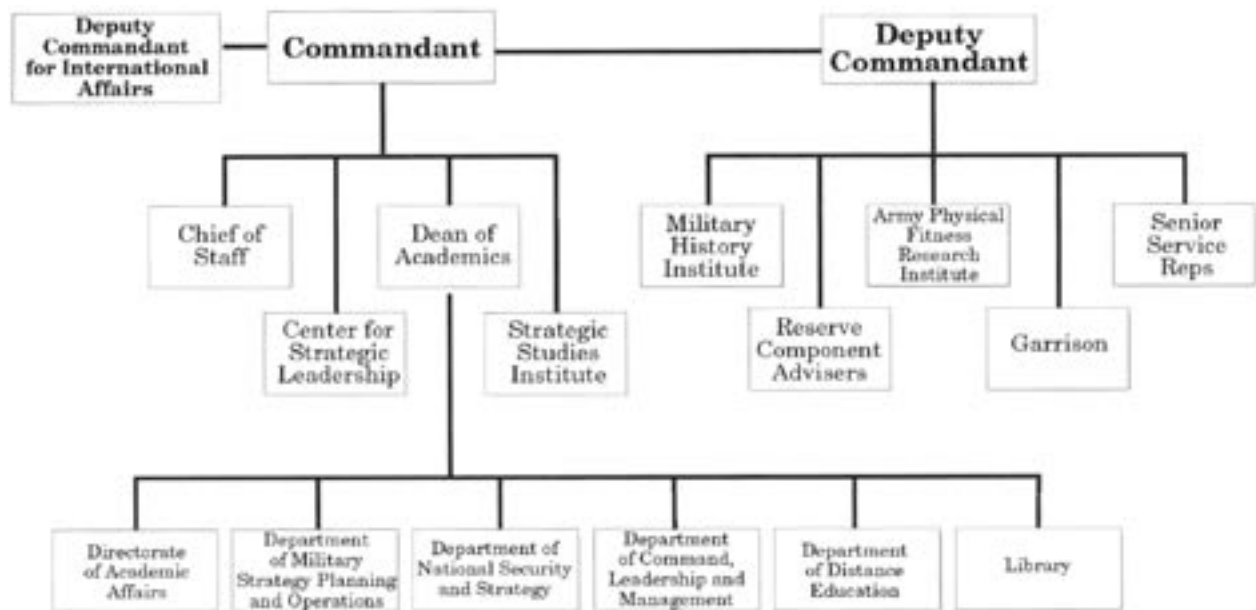 Deputy
Commandant
for International
Affairs
Commandant
Deputy
Commandant
Chief of
Staff
Dean of
Academics
Military
History
Institute
Army Physical
Fitness
Research
Institute
Senior
Service
Reps
Center for
Strategic
Leadership
Strategic
Studies
Institute
Reserve
Component
Advisers
Garrison
Directorate
of Academic
Affairs
Department
of Military
Strategy Planning
and Operations
Department of
National Security
and Strategy
Department
of Command,
Leadership and
Management
Department
of Distance
Education
Library